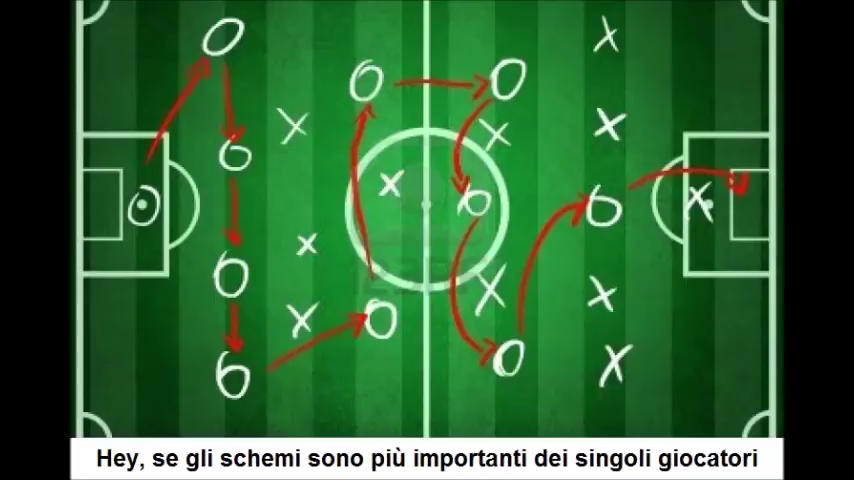 Hey, se gli schemi sono più importanti dei singoli giocatori